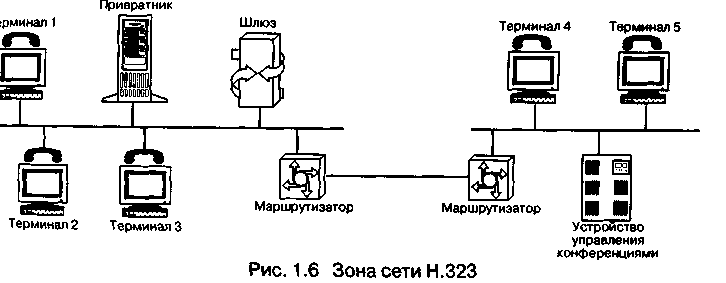 Привратник
Шлюз
ерминал 1
Терминал 4
Терминал 5
Терминал 2
Терминал 3
Маршрутизатор
Маршрутизатор
Устройство
управления
конференциями
Рис. 1.6 Зона сети H.323